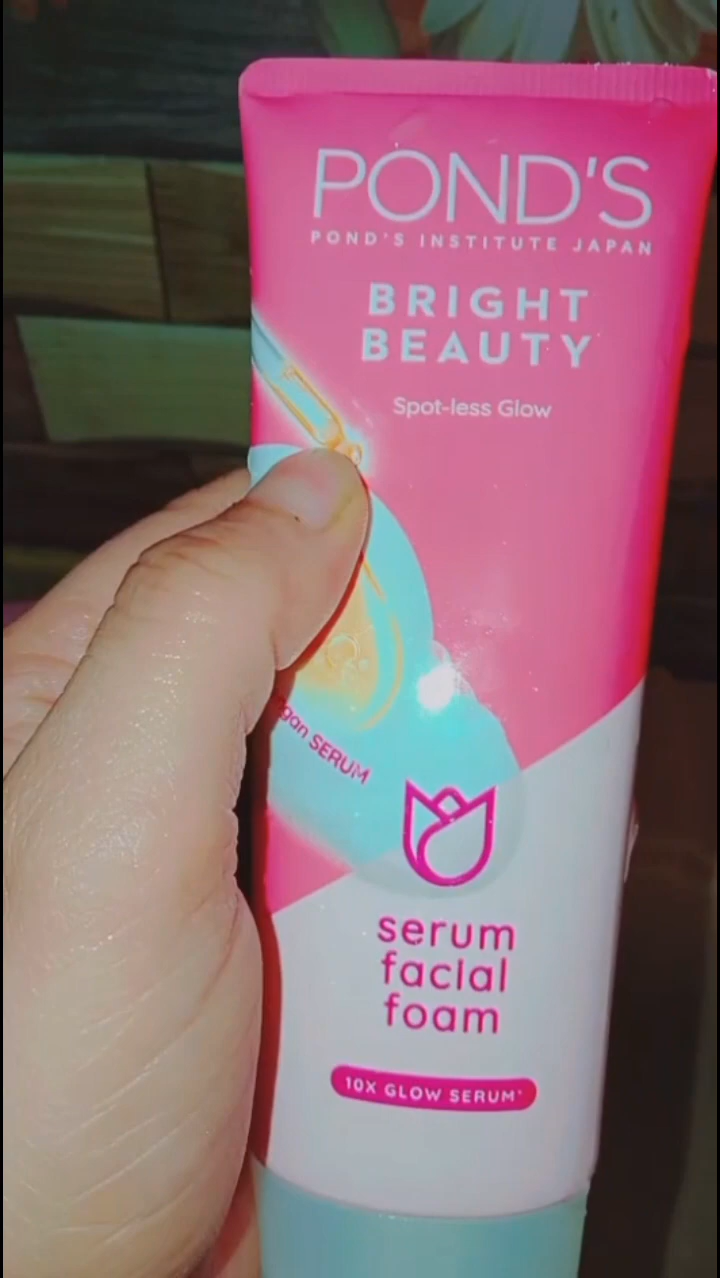 POND'S
POND'S INSTITUTE JAPAN
BRIGHT
BEAUTY
Spot-less Glow
SERUM
serum
facial
foam
10X GLOW SERUM*